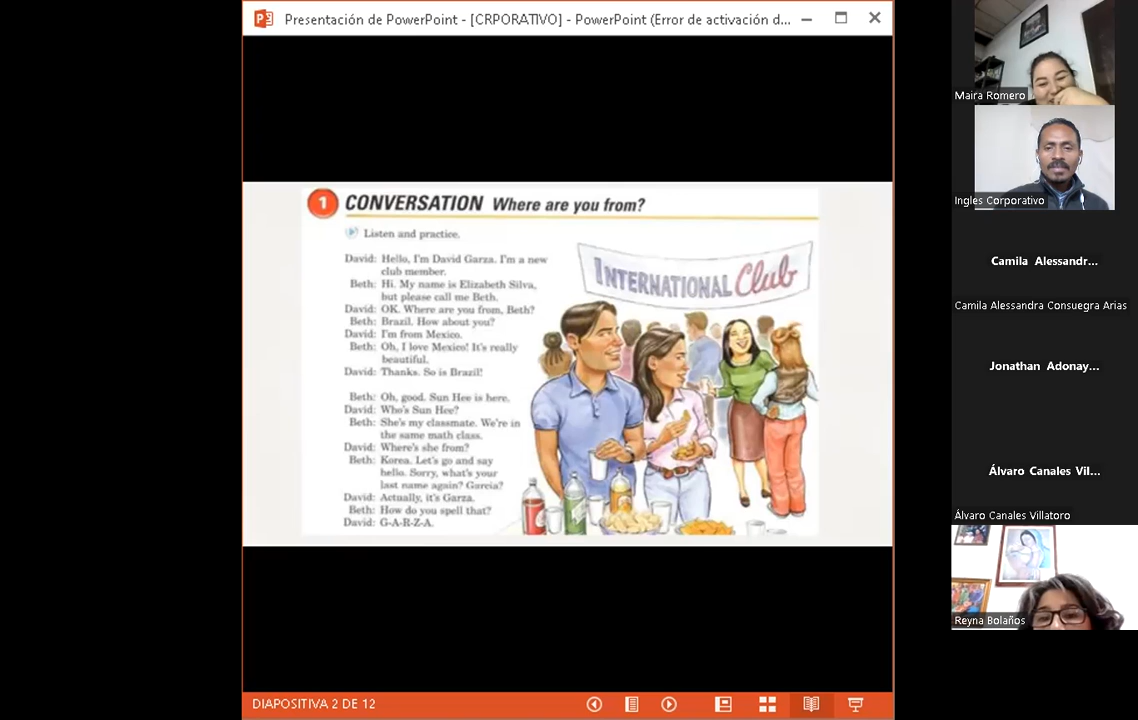 Presentación de PowerPoint - [CRPORATIVO] - PowerPoint (Error de activación d...
1 CONVERSATION Where are you from?
Listen and practice.
David: Hello, I'm David Garza. I'm a new
club member.
Beth: Hi. My name is Elizabeth Silva,
but please call me Beth.
David: OK. Where are you from, Beth?
Beth: Brazil. How about you?
David: I'm from Mexico.
Beth: Oh, I love Mexico! It's really
beautiful.
David: Thanks. So is Brazil!
Beth: Oh, good. Sun Hee is here.
David: Who's Sun Hee?
Beth: She's my classmate. We're in
the same math class.
David: Where's she from?
Beth: Korea. Let's go and say
hello. Sorry, what's your
last name again? Garcia?
David: Actually, it's Garza.
Beth: How do you spell that?
David: G-A-R-Z-A.
INTERNATIONAL Club
DIAPOSITIVA 2 DE 12
Maira Romero
Ingles Corporativo
Camila Alessandr...
Camila Alessandra Consuegra Arias
Jonathan Adonay...
Álvaro Canales Vil...
Álvaro Canales Villatoro
Reyna Bolaños